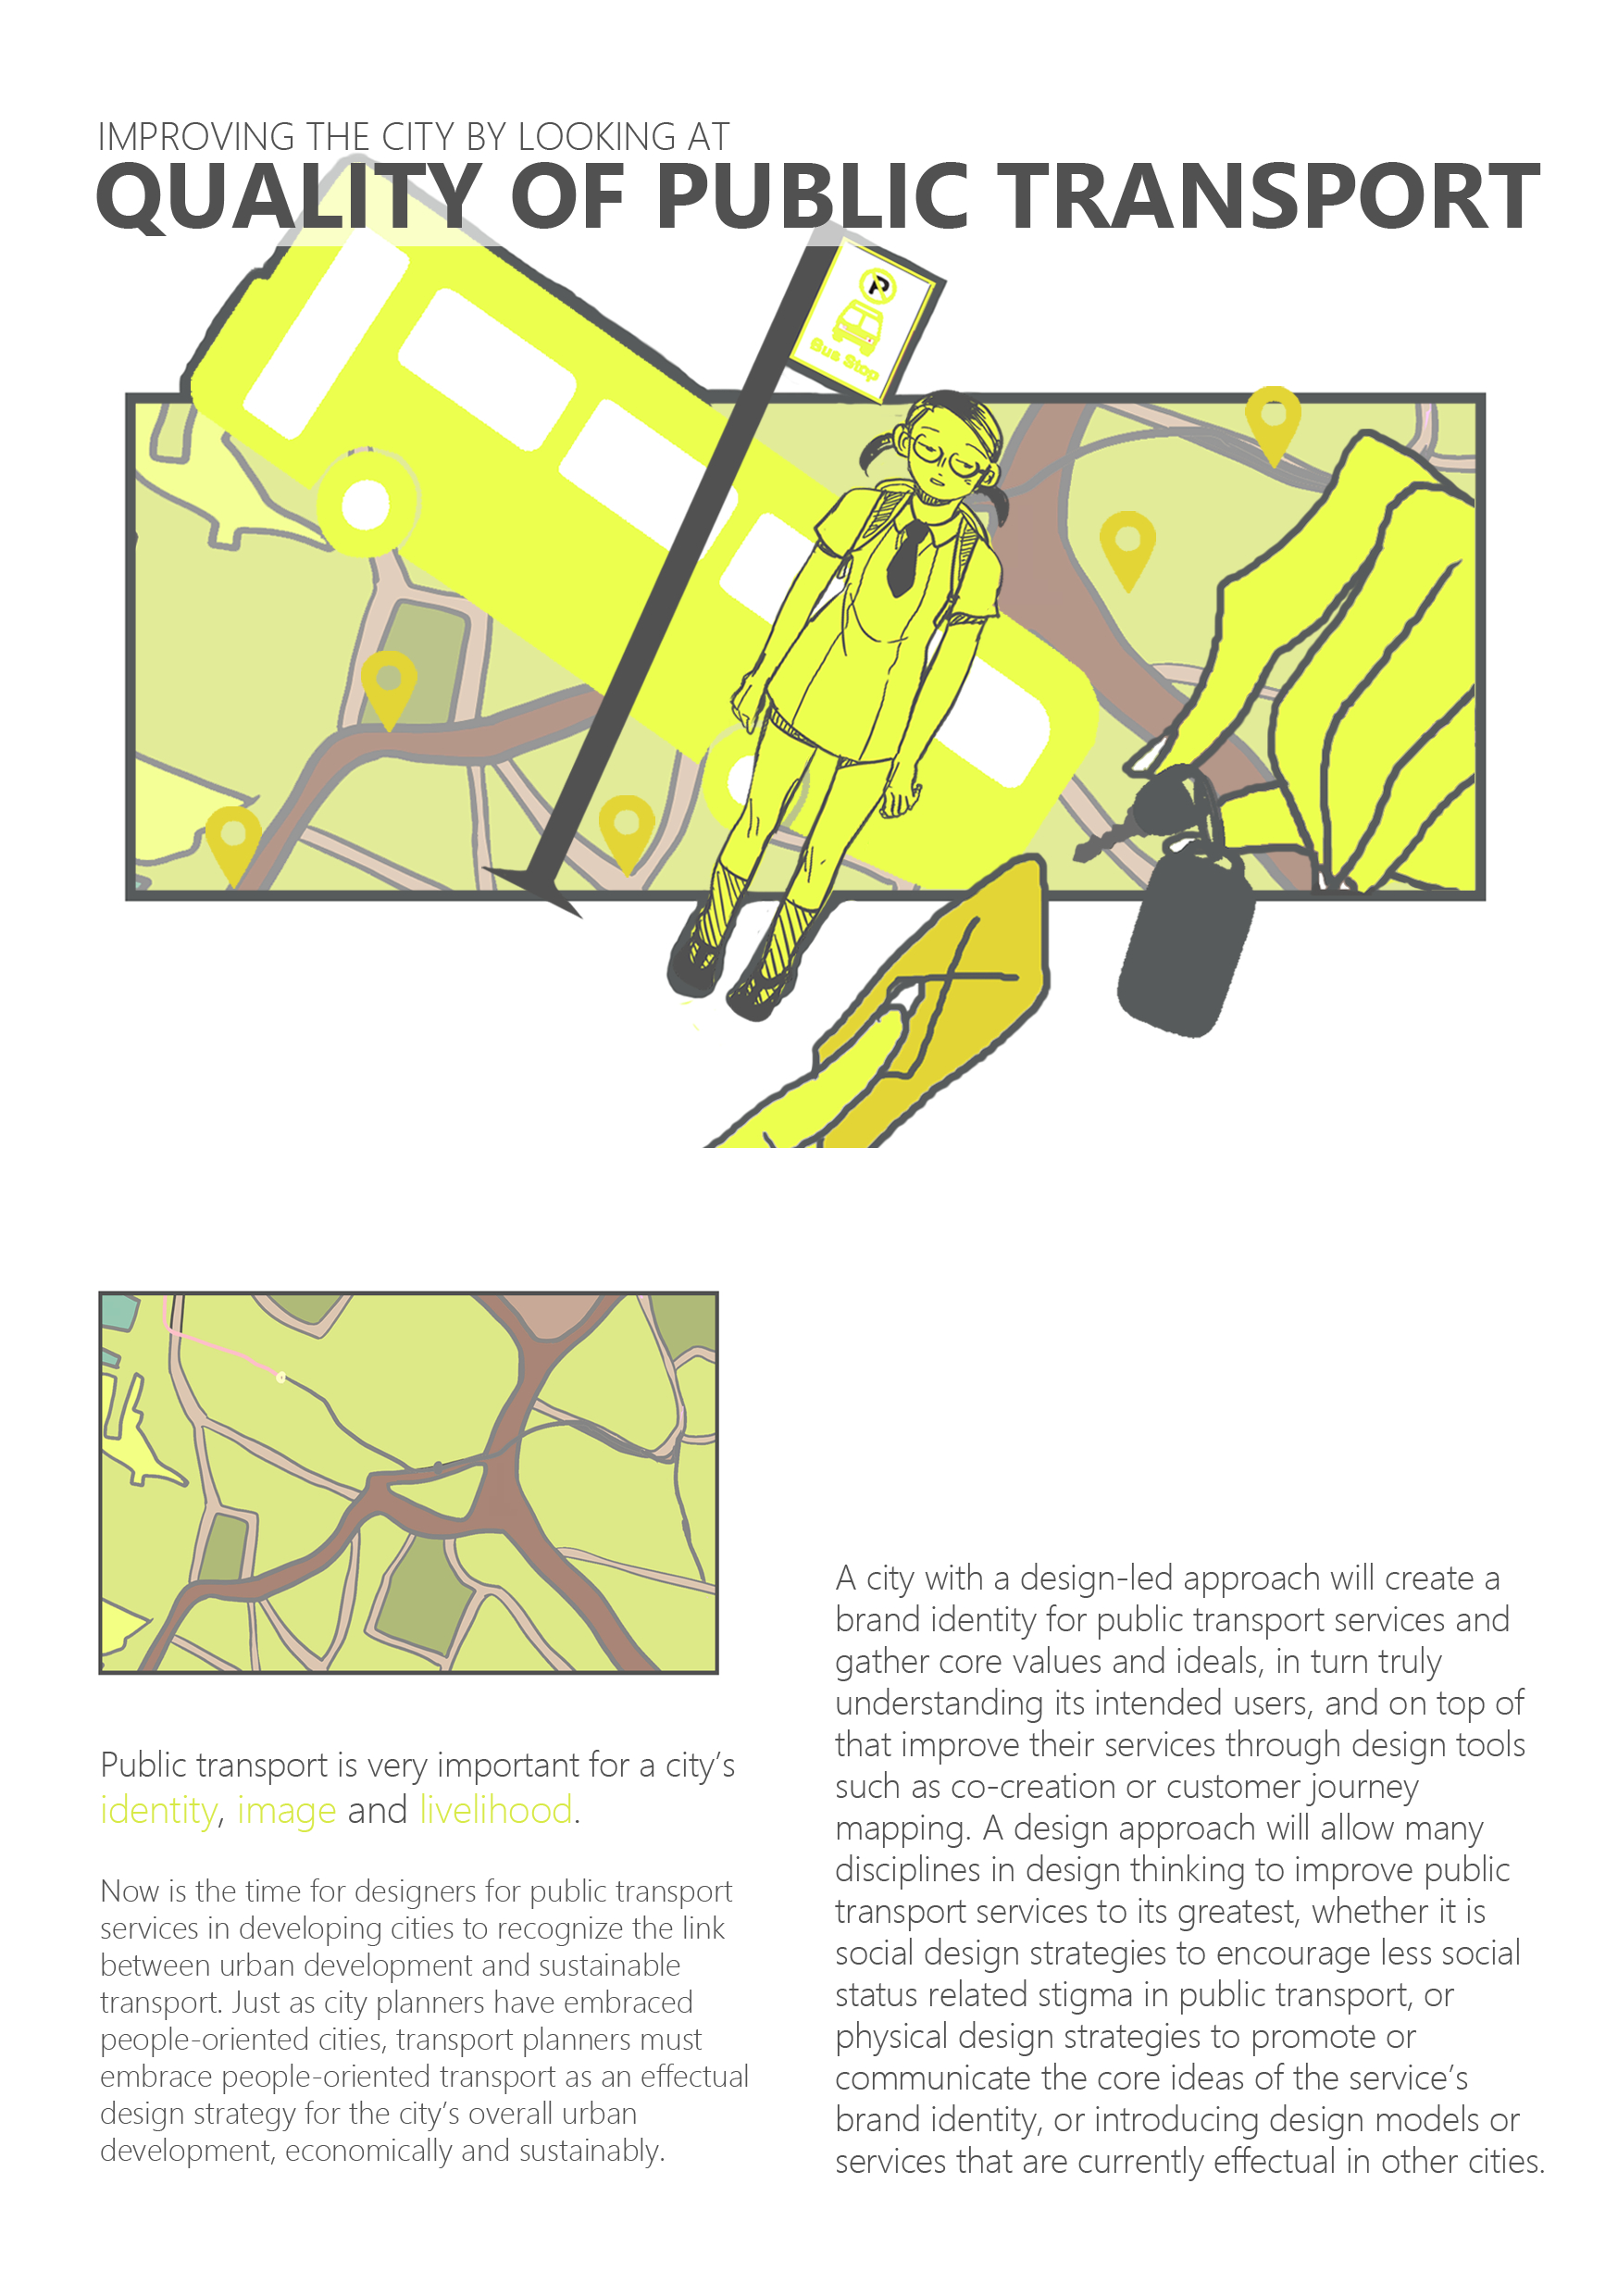 IMPROVING THE CITY BY LOOKING AT
QUALITY OF PUBLIC TRANSPORT
Bus Stop
Public transport is very important for a city's
identity, image and livelihood.
Now is the time for designers for public transport
services in developing cities to recognize the link
between urban development and sustainable
transport. Just as city planners have embraced
people-oriented cities, transport planners must
embrace people-oriented transport as an effectual
design strategy for the city's overall urban
development, economically and sustainably.
A city with a design-led approach will create a
brand identity for public transport services and
gather core values and ideals, in turn truly
understanding its intended users, and on top of
that improve their services through design tools
such as co-creation or customer journey
mapping. A design approach will allow many
disciplines in design thinking to improve public
transport services to its greatest, whether it is
social design strategies to encourage less social
status related stigma in public transport, or
physical design strategies to promote or
communicate the core ideas of the service's
brand identity, or introducing design models or
services that are currently effectual in other cities.